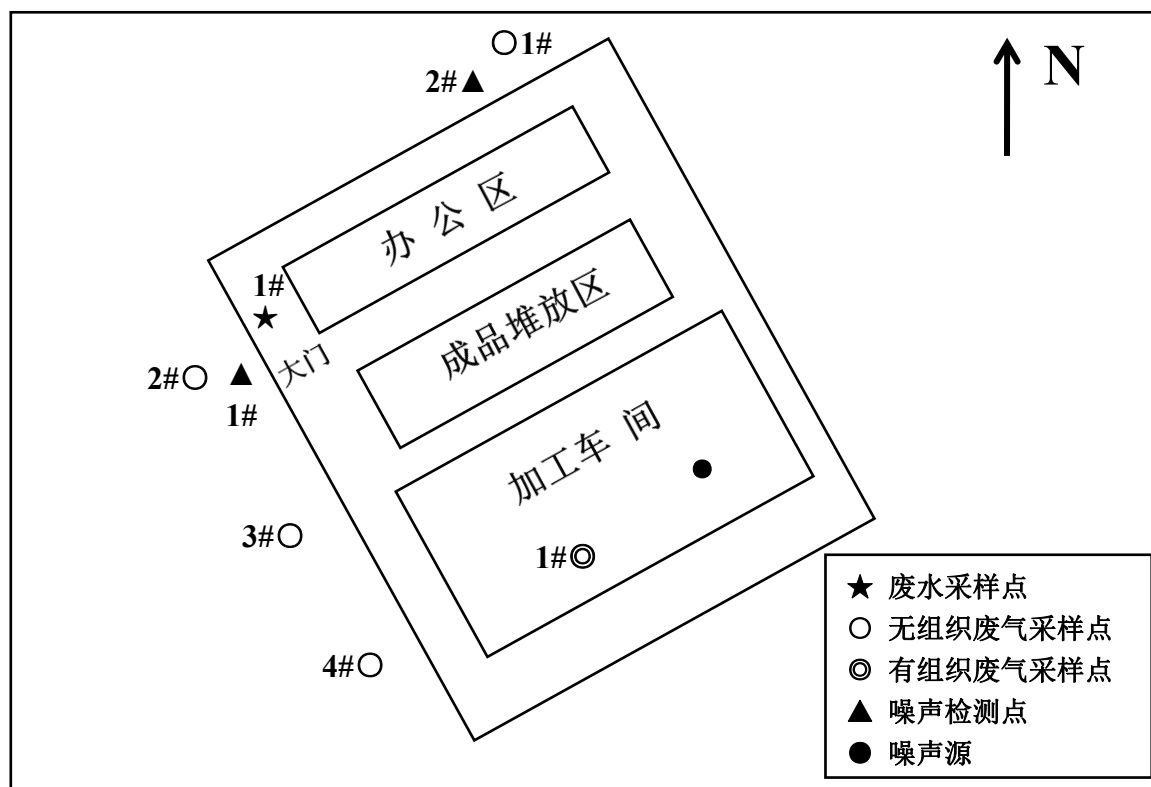 1#
2#
N
办公区
1#
成品堆放区
大门
2#
1#
加工车间
3#
1#
4#
废水采样点
无组织废气采样点
有组织废气采样点
噪声检测点
噪声源